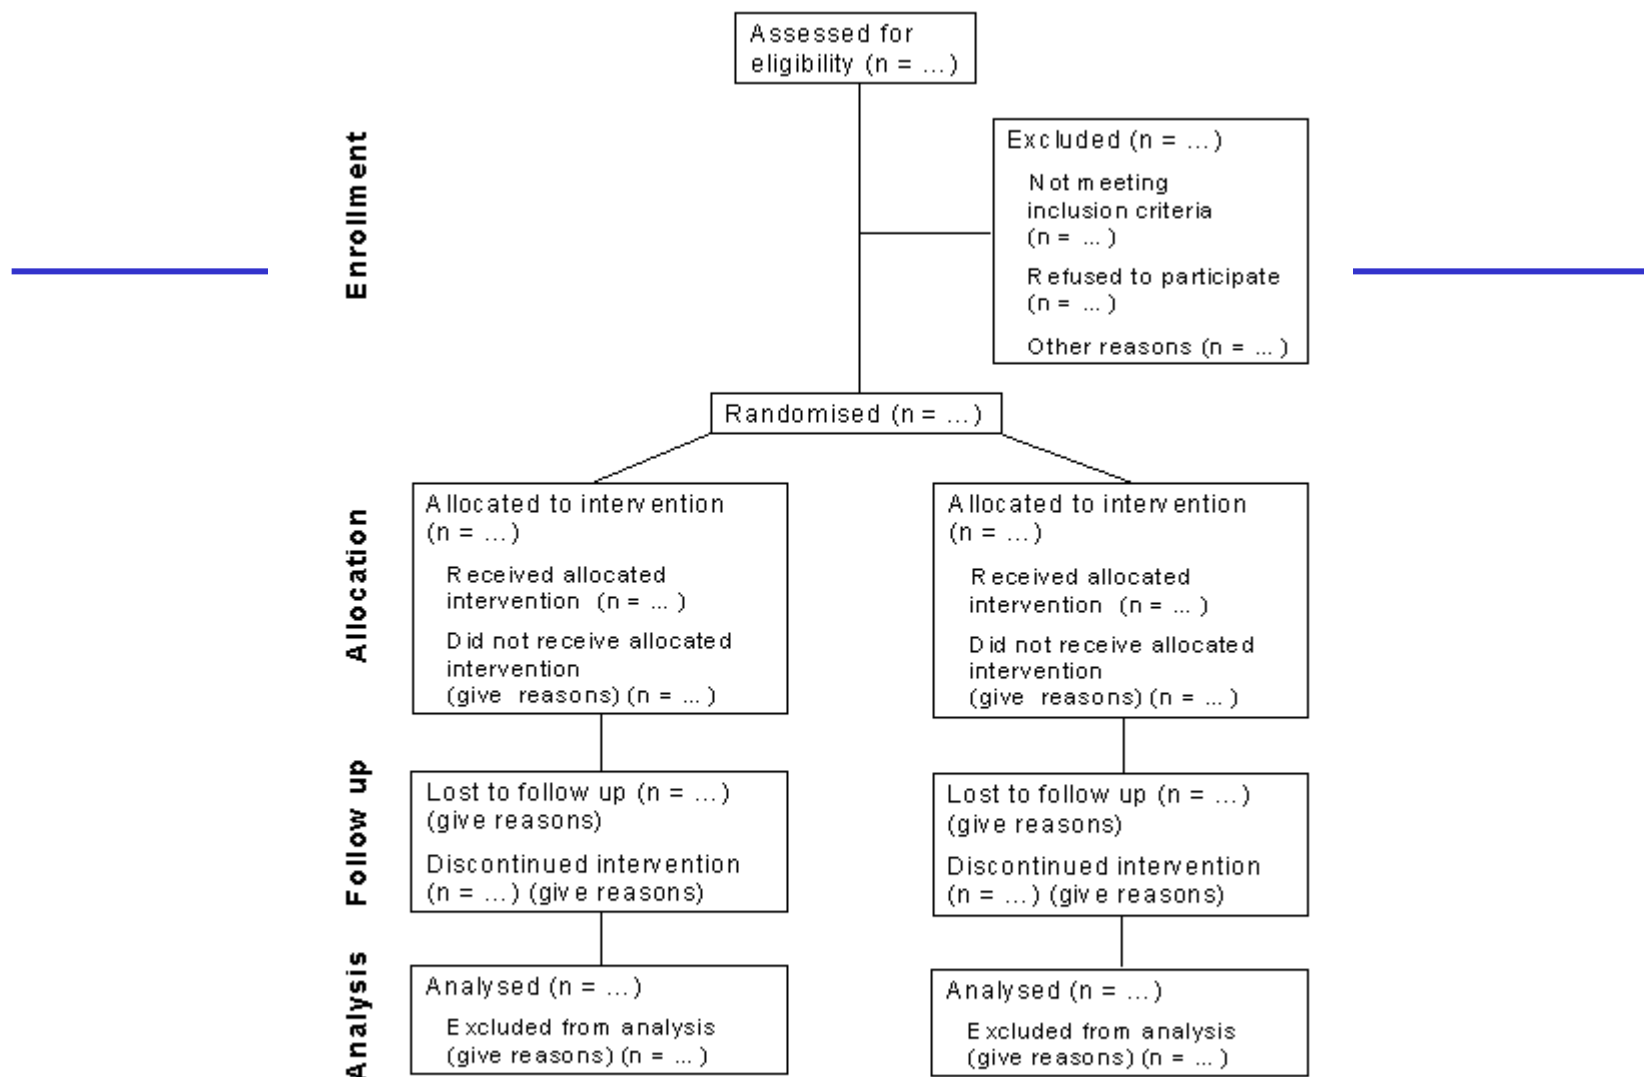 Assessed for
eligibility (n = ...)
Enrollment
Excluded (n = ...)
Not meeting
inclusion criteria
(n = ... )
Refused to participate
(n = ... )
Other reasons (n = ... )
Randomised (n = ...)
Allocation
Allocated to intervention
(n = ...)
Received allocated
intervention (n = ... )
Did not receive allocated
intervention
(give reasons) (n = ... )
Allocated to intervention
(n = ...)
Received allocated
intervention (n = ... )
Did not receive allocated
intervention
(give reasons) (n = ... )
Follow up
Lost to follow up (n = ...)
(give reasons)
Discontinued intervention
(n = ...) (give reasons)
Lost to follow up (n = ...)
(give reasons)
Discontinued intervention
(n = ...) (give reasons)
Analysis
Analysed (n = ...)
Excluded from analysis
(give reasons) (n = ... )
Analysed (n = ...)
Excluded from analysis
(give reasons) (n = ... )